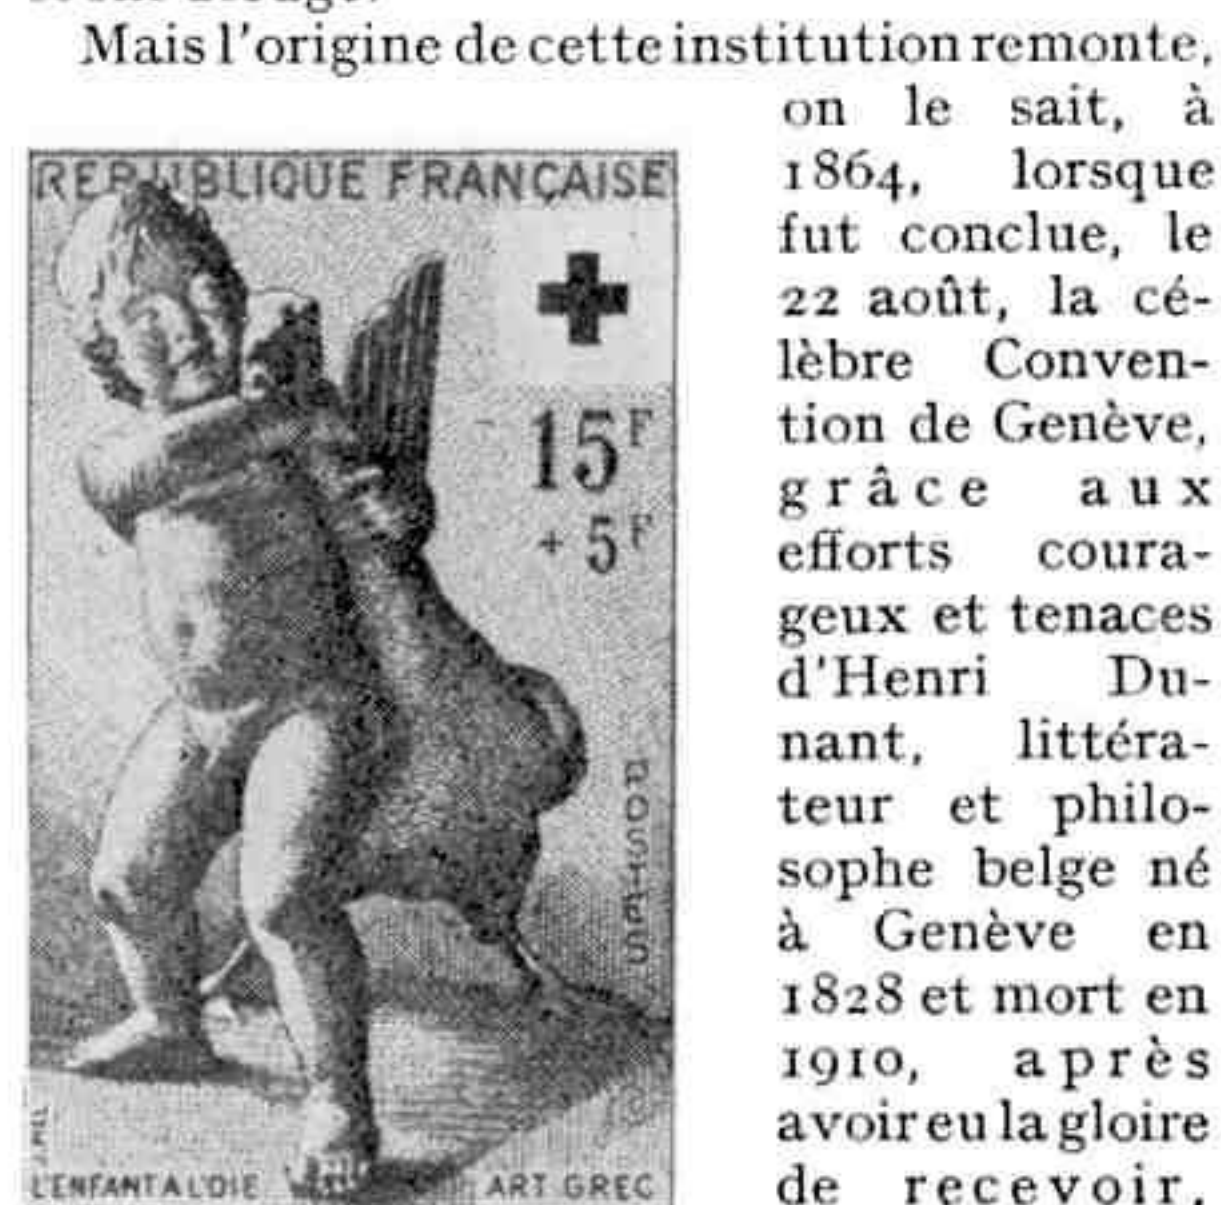 Mais l'origine de cette institution remonte,
on le sait, à
1864, lorsque
fut conclue, le
22 août, la cé-
lèbre Conven-
tion de Genève,
grâce aux
efforts coura-
geux et tenaces
d'Henri Du-
nant, littéra-
teur et philo-
sophe belge né
à Genève en
1828 et mort en
1910, après
avoir eu la gloire
de recevoir,
REPUBLIQUE FRANÇAISE
15F
+ 5F
POSTES
L'ENFANT A L'OIE ART GREC